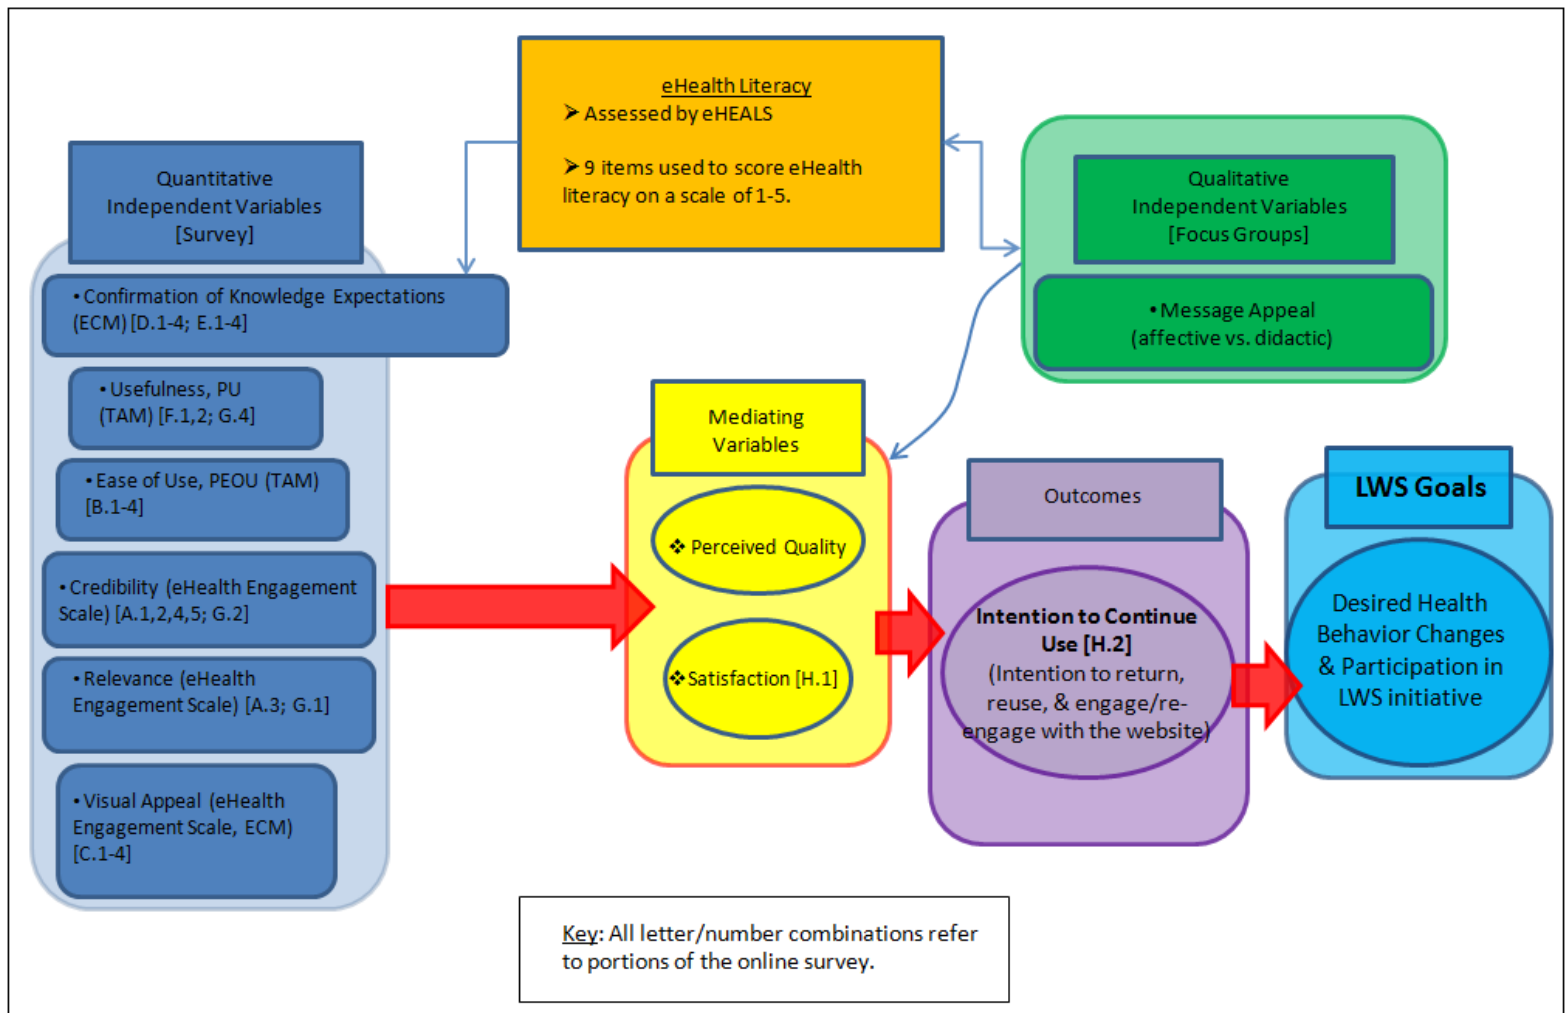 eHealth Literacy
➤ Assessed by eHEALS
➤ 9 items used to score eHealth
literacy on a scale of 1-5.
Quantitative
Independent Variables
[Survey]
• Confirmation of Knowledge Expectations
(ECM) [D.1-4; E.1-4]
• Usefulness, PU
(TAM) [F.1,2; G.4]
• Ease of Use, PEOU (TAM)
[B.1-4]
• Credibility (eHealth Engagement
Scale) [A.1,2,4,5; G.2]
• Relevance (eHealth
Engagement Scale) [A.3; G.1]
• Visual Appeal (eHealth
Engagement Scale, ECM)
[C.1-4]
Qualitative
Independent Variables
[Focus Groups]
• Message Appeal
(affective vs. didactic)
Mediating
Variables
❖ Perceived Quality
❖ Satisfaction [H.1]
Outcomes
Intention to Continue
Use [H.2]
(Intention to return,
reuse, & engage/re-
engage with the website)
LWS Goals
Desired Health
Behavior Changes
& Participation in
LWS initiative
Key: All letter/number combinations refer
to portions of the online survey.